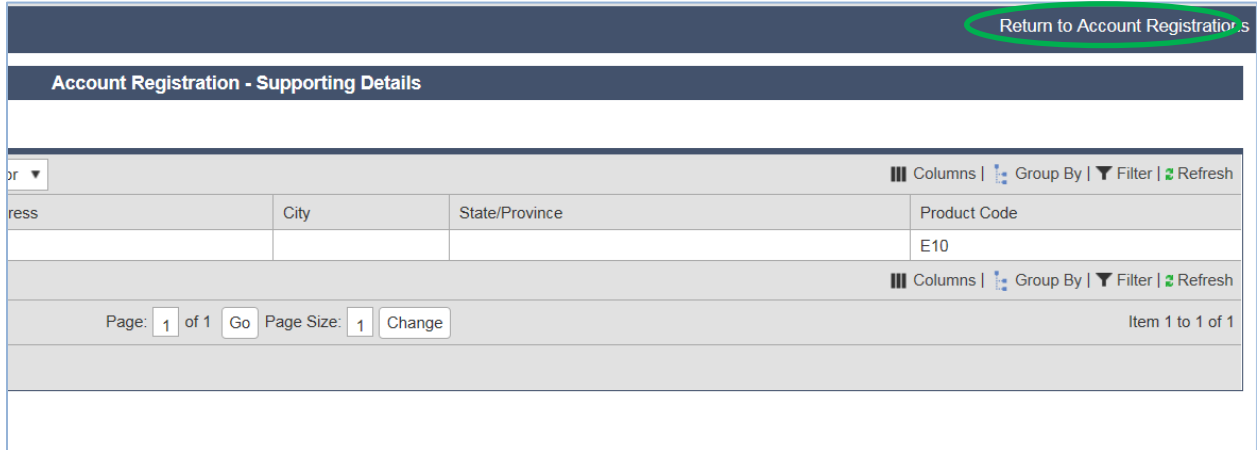 Return to Account Registrations
Account Registration - Supporting Details
or ▼ Columns | Group By | Filter | Refresh
ress City State/Province Product Code
E10
Columns | Group By | Filter | Refresh
Page: 1 of 1 Go Page Size: 1 Change Item 1 to 1 of 1